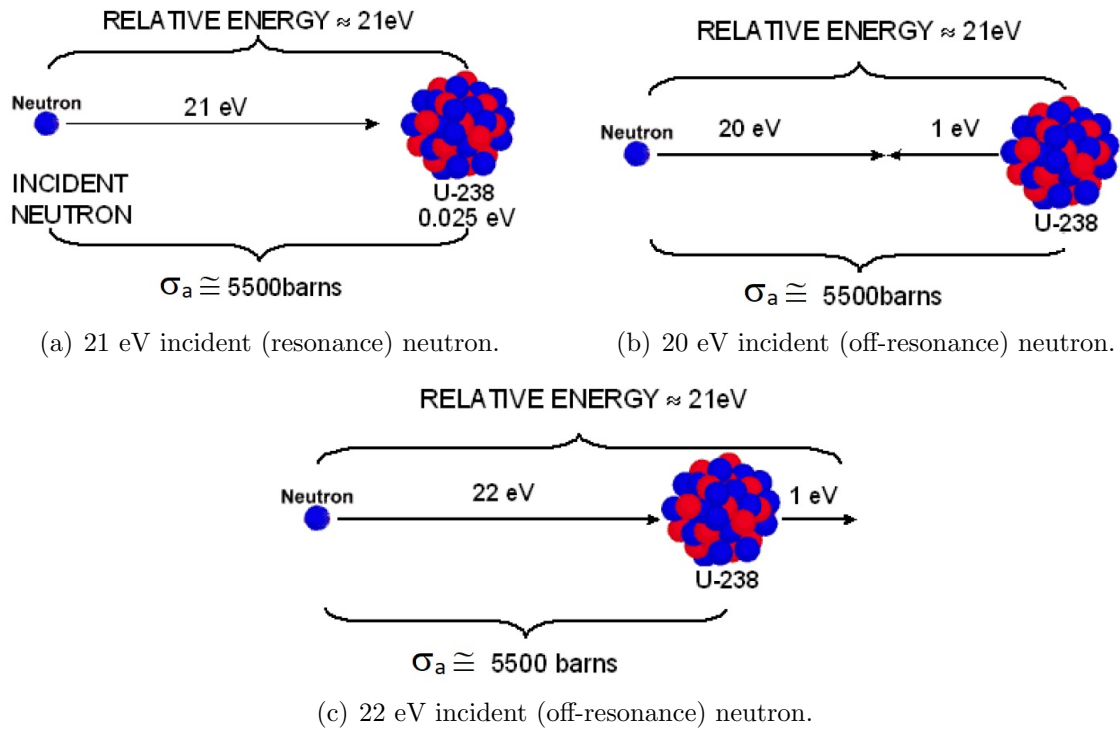 RELATIVE ENERGY ≈ 21eV
Neutron
21 eV
INCIDENT
NEUTRON
U-238
0.025 eV
σa ≅ 5500barns
(a) 21 eV incident (resonance) neutron.
RELATIVE ENERGY ≈ 21eV
Neutron
20 eV
1 eV
U-238
σa ≅ 5500barns
(b) 20 eV incident (off-resonance) neutron.
RELATIVE ENERGY ≈ 21eV
Neutron
22 eV
1 eV
U-238
σa ≅ 5500 barns
(c) 22 eV incident (off-resonance) neutron.